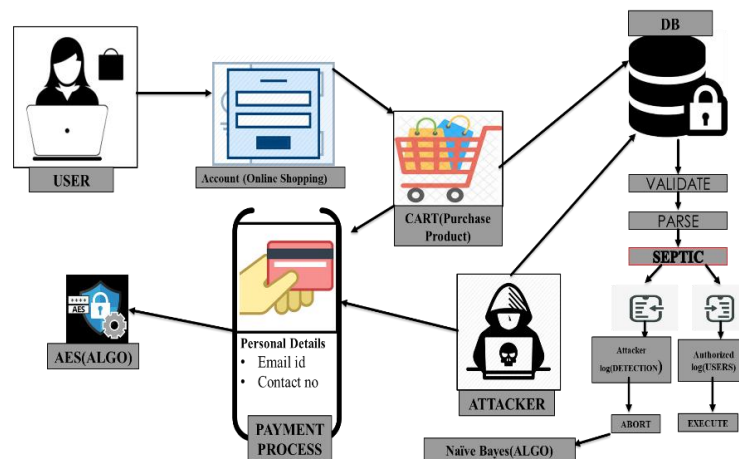 DB
USER
Account (Online Shopping)
CART(Purchase
Product)
VALIDATE
PARSE
SEPTIC
AES
AES(ALGO)
Personal Details
• Email id
• Contact no
PAYMENT
PROCESS
ATTACKER
Attacker
log(DETECTION)
Authorized
log(USERS)
ABORT
EXECUTE
Naïve Bayes(ALGO)